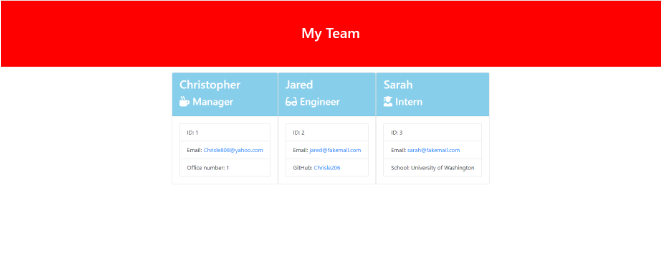 My Team
Christopher
Manager
ID: 1
Email: Chrisle808@yahoo.com
Office number: 1
Jared
Engineer
ID: 2
Email: jared@fakemail.com
GitHub: Chrisle206
Sarah
Intern
ID: 3
Email: sarah@fakemail.com
School: University of Washington